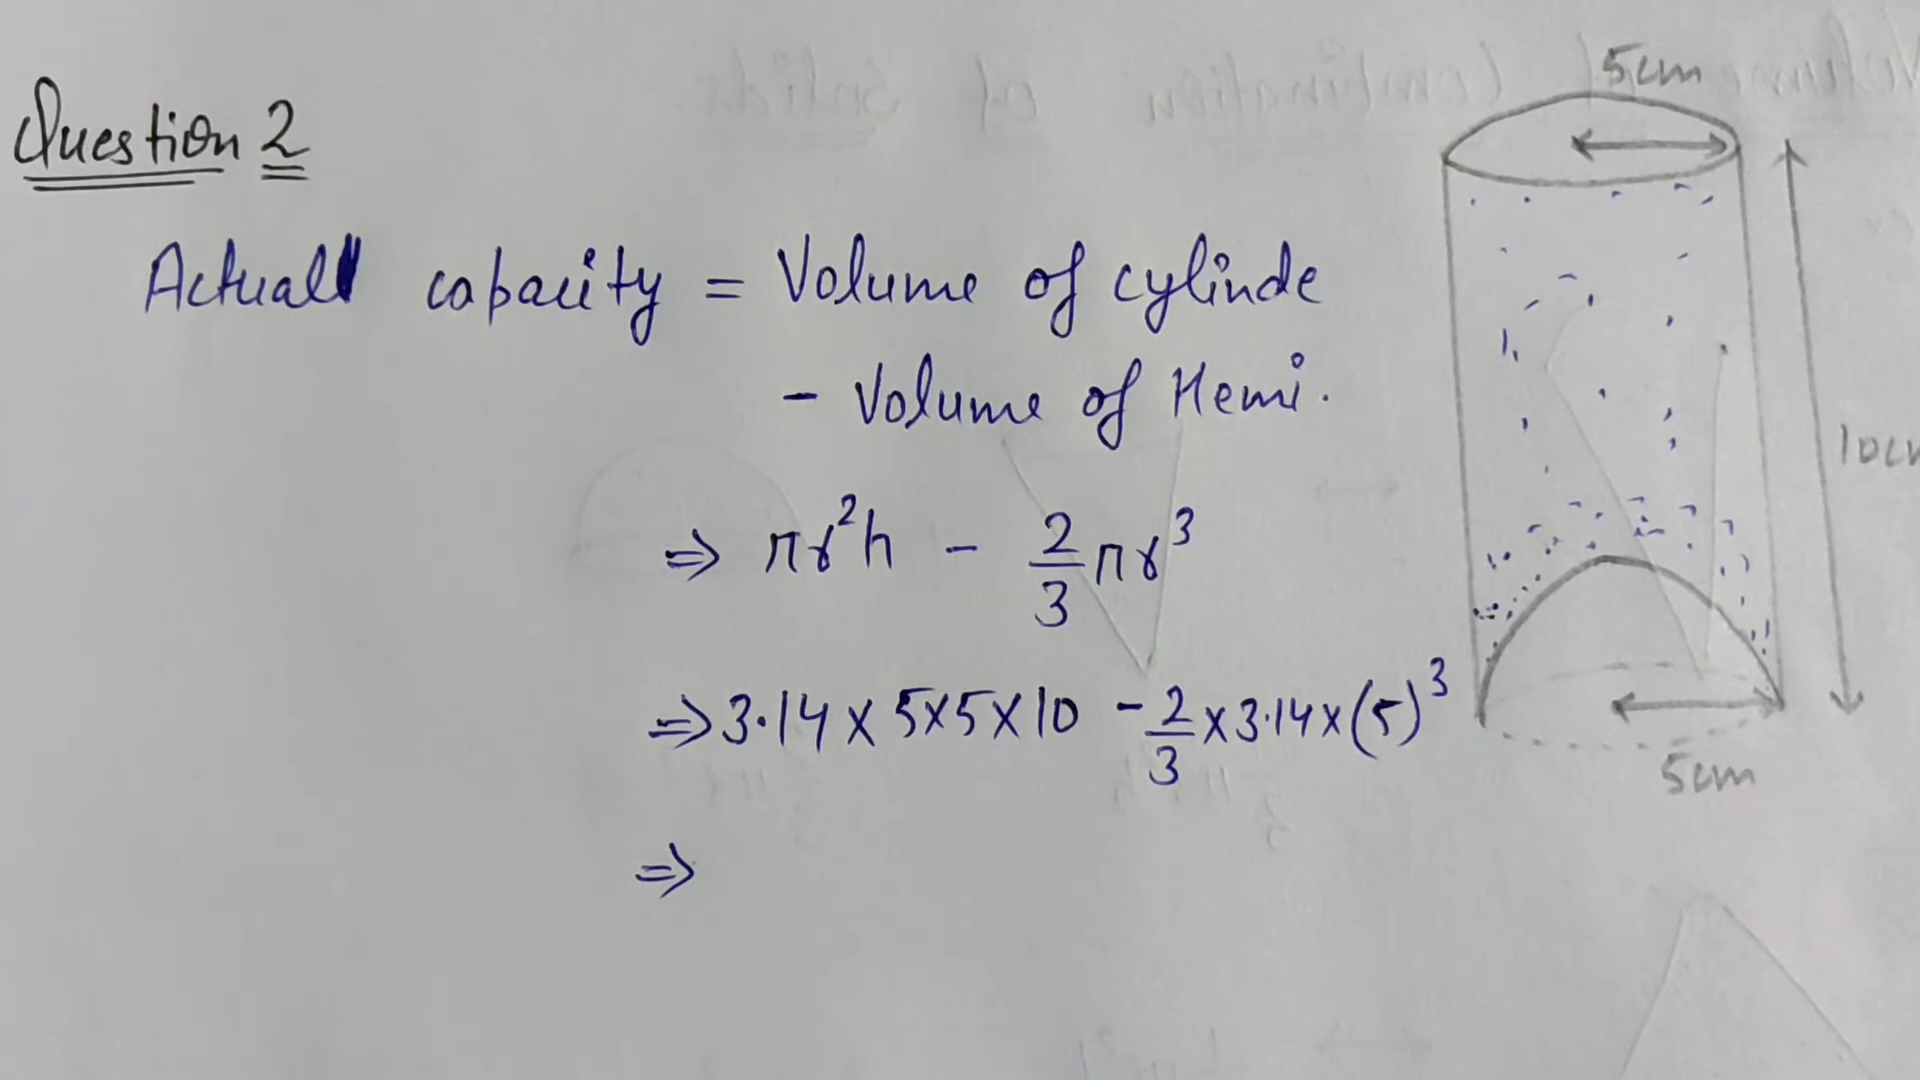 Question 2
5cm
Actual capacity = Volume of cylinde
- Volume of Hemi.
10cm
⇒ πr²h - 2/3 πr³
⇒ 3.14 × 5×5×10 - 2/3 × 3.14 × (5)³
5cm
⇒